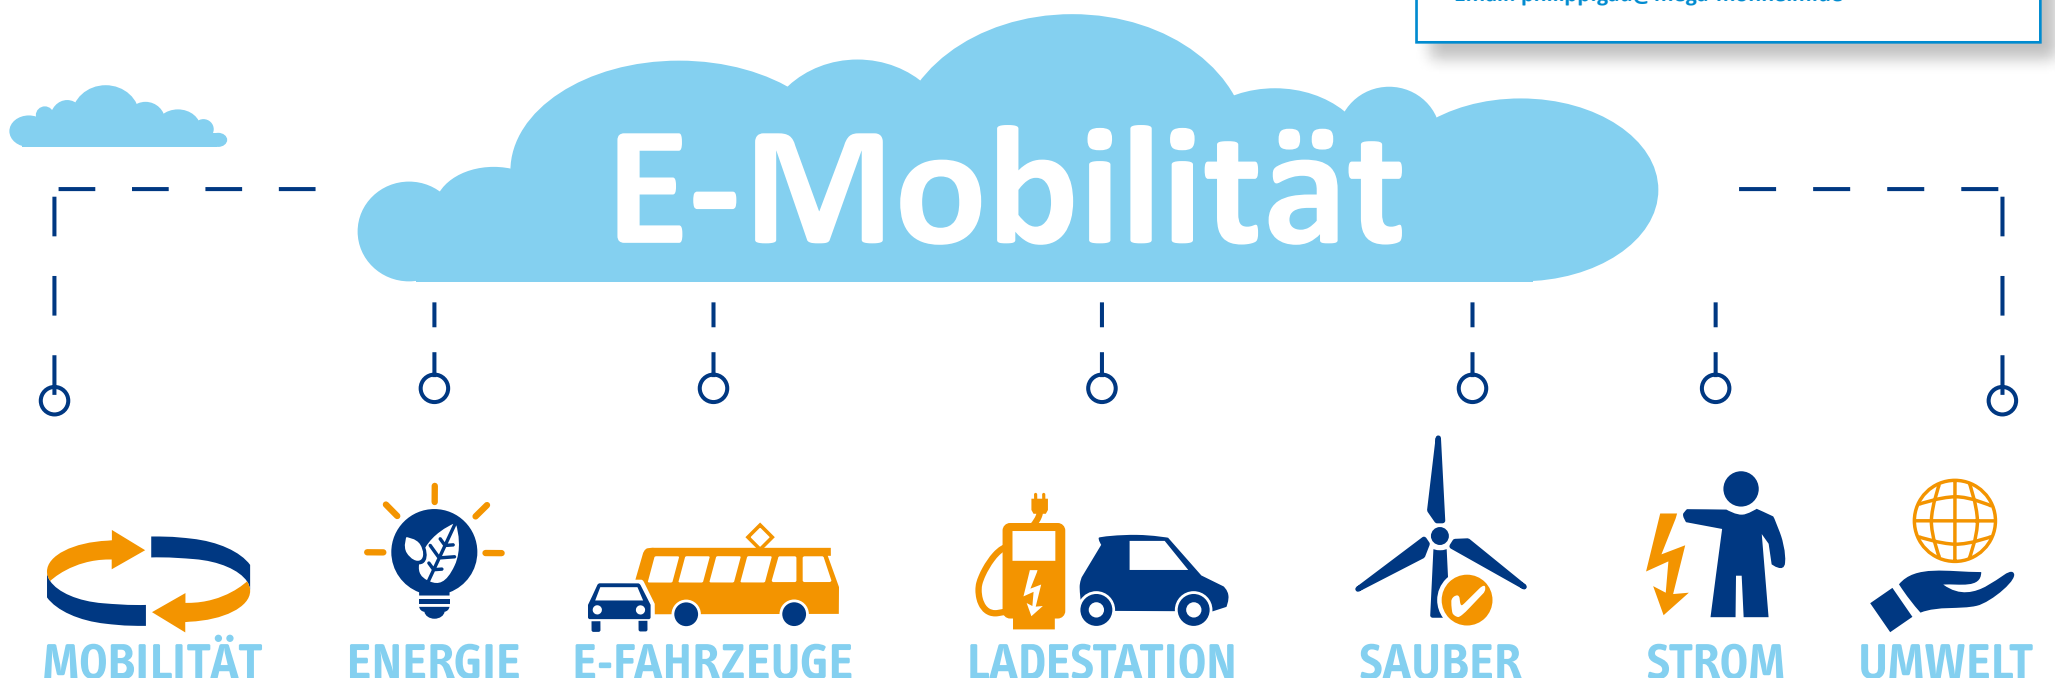 E-Mobilität
MOBILITÄT
ENERGIE
E-FAHRZEUGE
LADESTATION
SAUBER
STROM
UMWELT